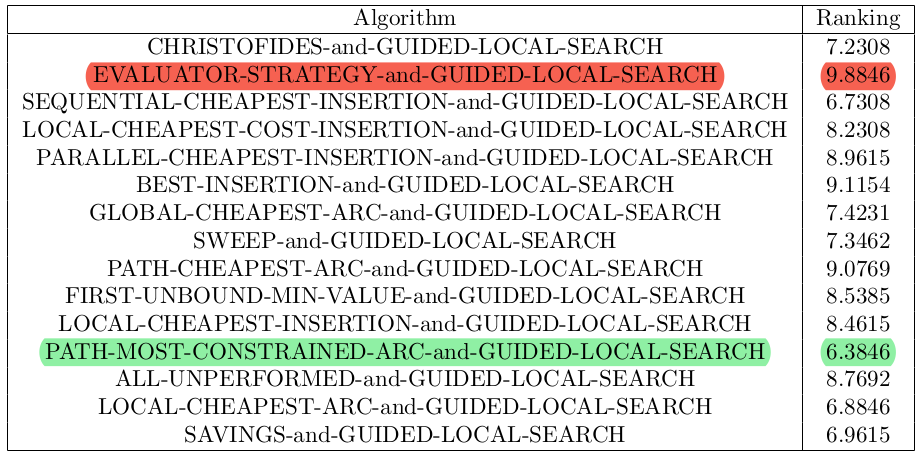 Algorithm Ranking
CHRISTOFIDES-and-GUIDED-LOCAL-SEARCH 7.2308
EVALUATOR-STRATEGY-and-GUIDED-LOCAL-SEARCH 9.8846
SEQUENTIAL-CHEAPEST-INSERTION-and-GUIDED-LOCAL-SEARCH 6.7308
LOCAL-CHEAPEST-COST-INSERTION-and-GUIDED-LOCAL-SEARCH 8.2308
PARALLEL-CHEAPEST-INSERTION-and-GUIDED-LOCAL-SEARCH 8.9615
BEST-INSERTION-and-GUIDED-LOCAL-SEARCH 9.1154
GLOBAL-CHEAPEST-ARC-and-GUIDED-LOCAL-SEARCH 7.4231
SWEEP-and-GUIDED-LOCAL-SEARCH 7.3462
PATH-CHEAPEST-ARC-and-GUIDED-LOCAL-SEARCH 9.0769
FIRST-UNBOUND-MIN-VALUE-and-GUIDED-LOCAL-SEARCH 8.5385
LOCAL-CHEAPEST-INSERTION-and-GUIDED-LOCAL-SEARCH 8.4615
PATH-MOST-CONSTRAINED-ARC-and-GUIDED-LOCAL-SEARCH 6.3846
ALL-UNPERFORMED-and-GUIDED-LOCAL-SEARCH 8.7692
LOCAL-CHEAPEST-ARC-and-GUIDED-LOCAL-SEARCH 6.8846
SAVINGS-and-GUIDED-LOCAL-SEARCH 6.9615